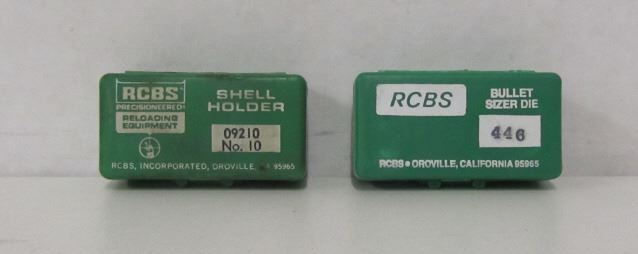 RCBS
PRECISIONEERED®
RELOADING
EQUIPMENT
SHELL
HOLDER
09210
No. 10
RCBS, INCORPORATED, OROVILLE, 95965
RCBS
BULLET
SIZER DIE
446
RCBS • OROVILLE, CALIFORNIA 95965